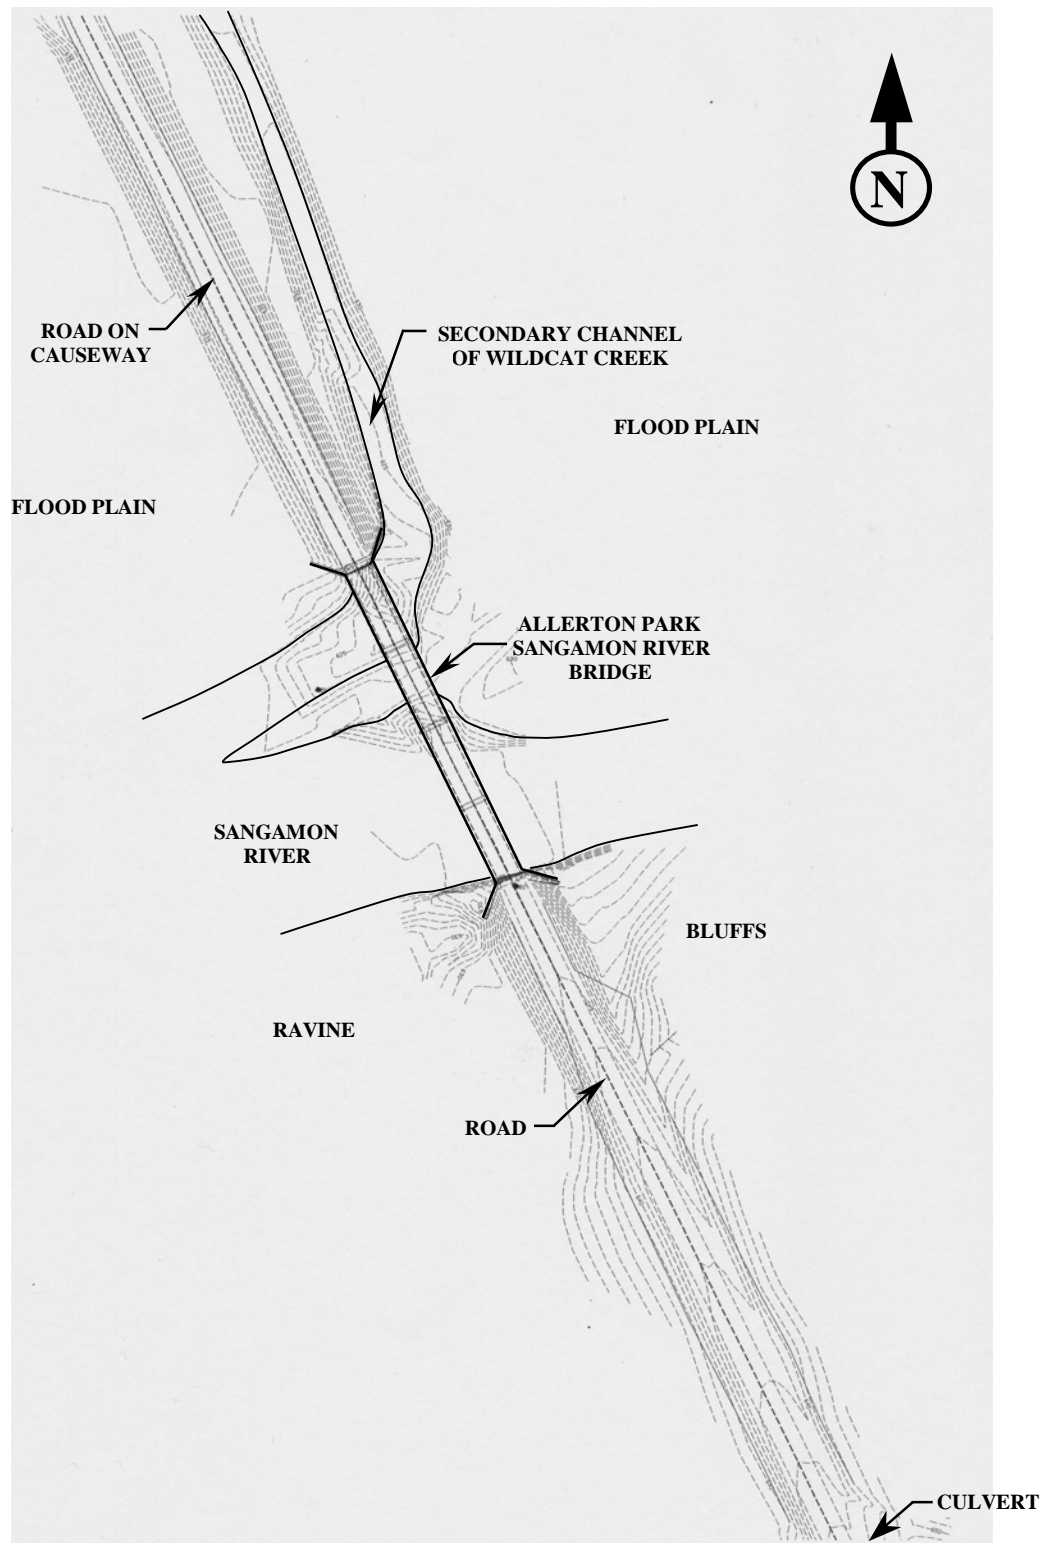 N
ROAD ON
CAUSEWAY
SECONDARY CHANNEL
OF WILDCAT CREEK
FLOOD PLAIN
FLOOD PLAIN
ALLERTON PARK
SANGAMON RIVER
BRIDGE
SANGAMON
RIVER
BLUFFS
RAVINE
ROAD
CULVERT